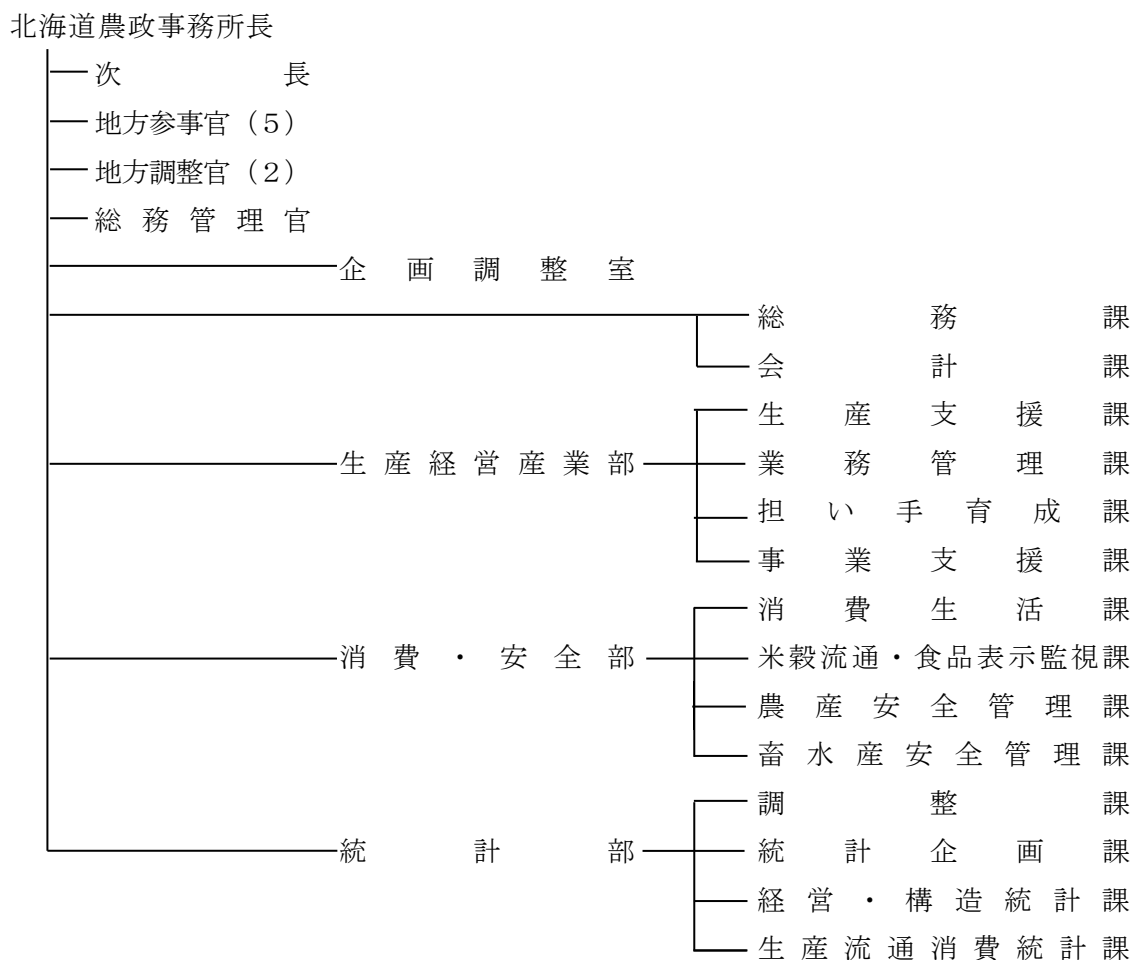 北海道農政事務所長
次長
地方参事官（５）
地方調整官（２）
総務管理官
企画調整室
総務課
会計課
生産支援課
生産経営産業部 業務管理課
担い手育成課
事業支援課
消費生活課
消費・安全部 米穀流通・食品表示監視課
農産安全管理課
畜水産安全管理課
調整課
統計部 統計企画課
経営・構造統計課
生産流通消費統計課